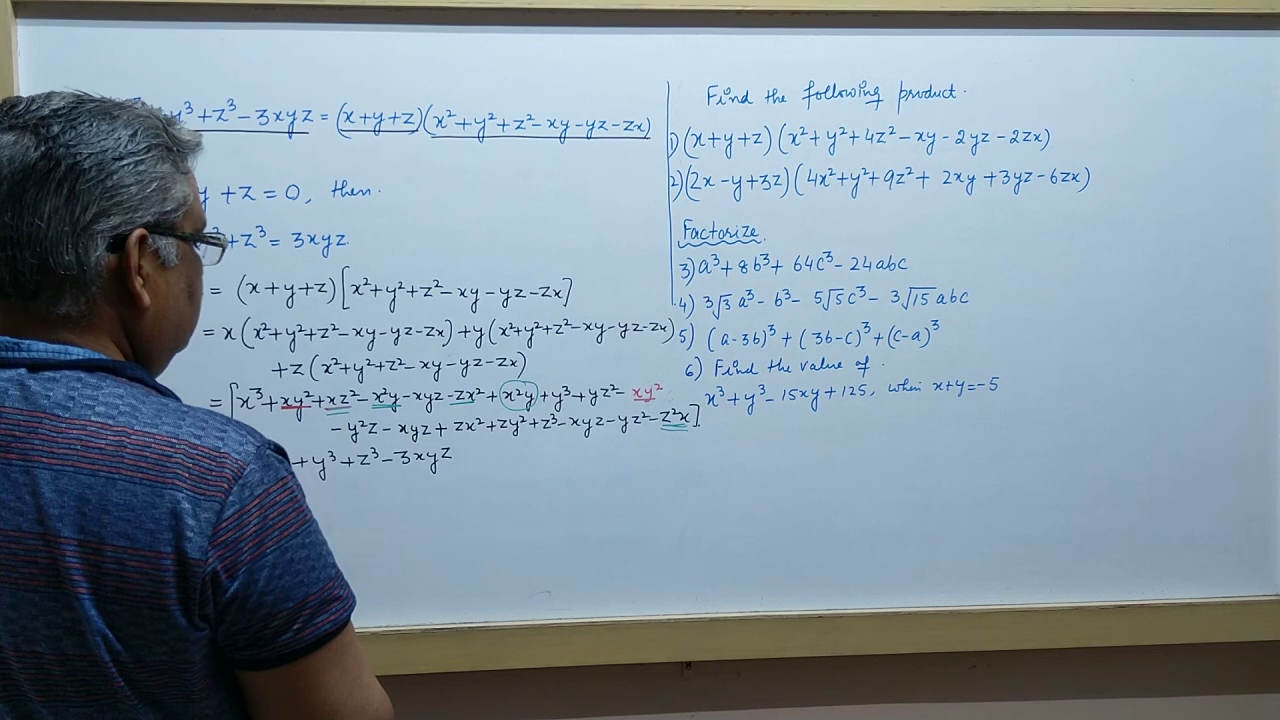 y³+z³-3xyz = (x+y+z)(x²+y²+z²-xy-yz-zx)
y+z=0, then.
³+z³= 3xyz.
= (x+y+z)[x²+y²+z²-xy-yz-zx]
= x(x²+y²+z²-xy-yz-zx)+y(x²+y²+z²-xy-yz-zx)
+z(x²+y²+z²-xy-yz-zx)
= [x³+xy²+xz²-x²y-xyz-zx²+x²y+y³+yz²-xy²
-y²z-xyz+zx²+zy²+z³-xyz-yz²-z²x]
+y³+z³-3xyz
Find the following product.
1) (x+y+z)(x²+y²+4z²-xy-2yz-2zx)
2) (2x-y+3z)(4x²+y²+9z²+2xy+3yz-6zx)
Factorize.
3) a³+8b³+64c³-24abc
4) 3√3a³-b³-5√5c³-3√15abc
5) (a-3b)³+(3b-c)³+(c-a)³
6) Find the value of.
x³+y³-15xy+125, when x+y=-5